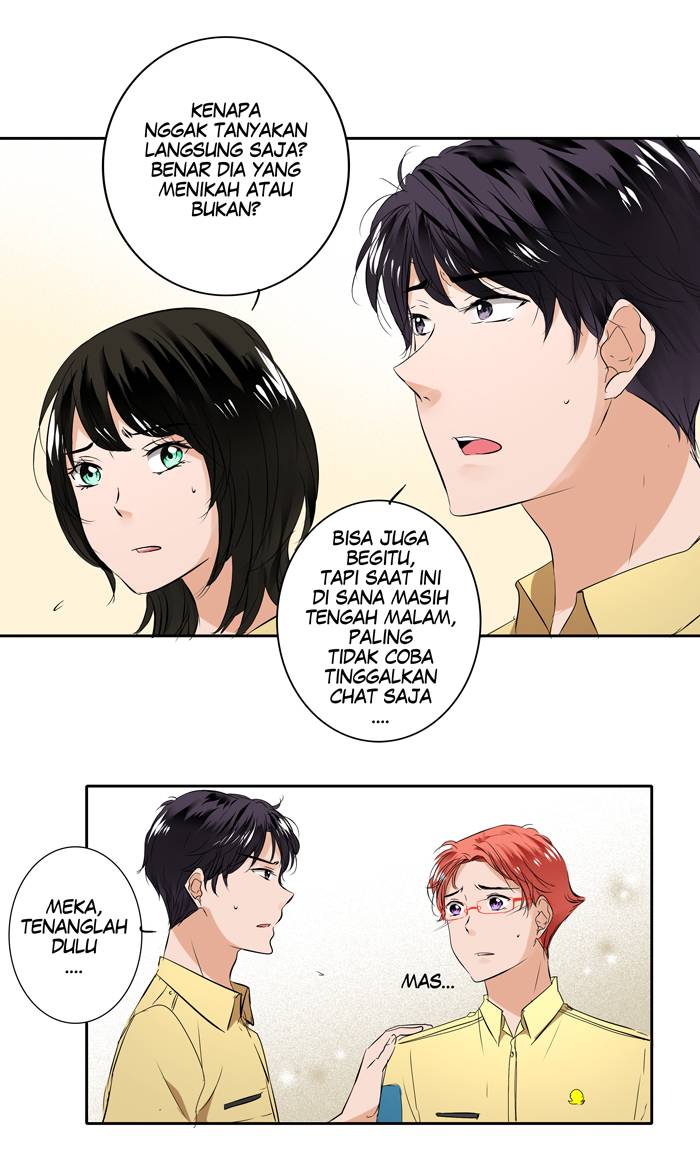 KENAPA
NGGAK TANYAKAN
LANGSUNG SAJA?
BENAR DIA YANG
MENIKAH ATAU
BUKAN?
BISA JUGA
BEGITU,
TAPI SAAT INI
DI SANA MASIH
TENGAH MALAM,
PALING
TIDAK COBA
TINGGALKAN
CHAT SAJA
....
MEKA,
TENANGLAH
DULU
....
MAS...